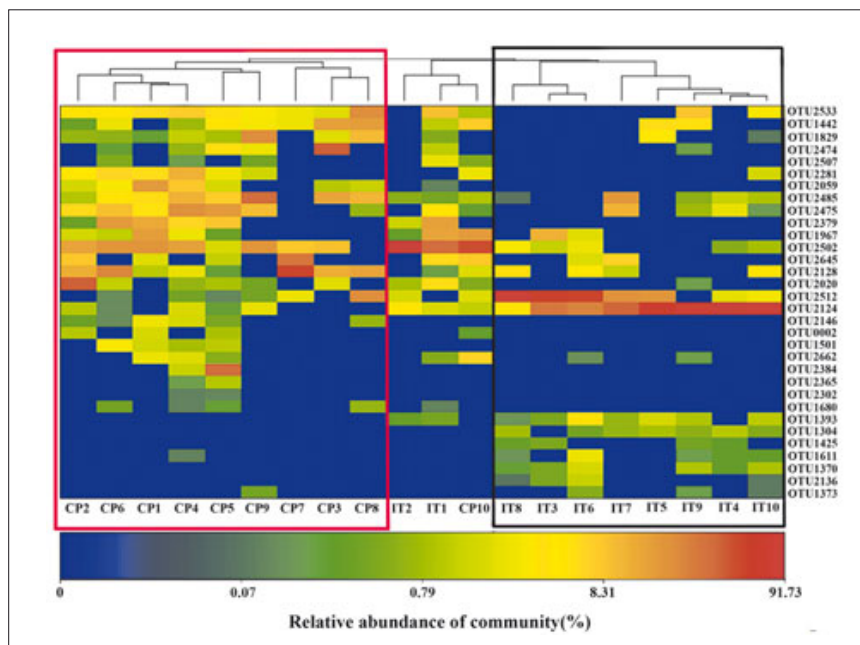 OTU2533
OTU1442
OTU1829
OTU2474
OTU2507
OTU2281
OTU2059
OTU2485
OTU2475
OTU2379
OTU1967
OTU2502
OTU2645
OTU2128
OTU2020
OTU2512
OTU2124
OTU2146
OTU0002
OTU1501
OTU2662
OTU2384
OTU2365
OTU2302
OTU1680
OTU1393
OTU1304
OTU1425
OTU1611
OTU1370
OTU2136
OTU1373
CP2 CP6 CP1 CP4 CP5 CP9 CP7 CP3 CP8 IT2 IT1 CP10 IT8 IT3 IT6 IT7 IT5 IT9 IT4 IT10
0 0.07 0.79 8.31 91.73
Relative abundance of community(%)